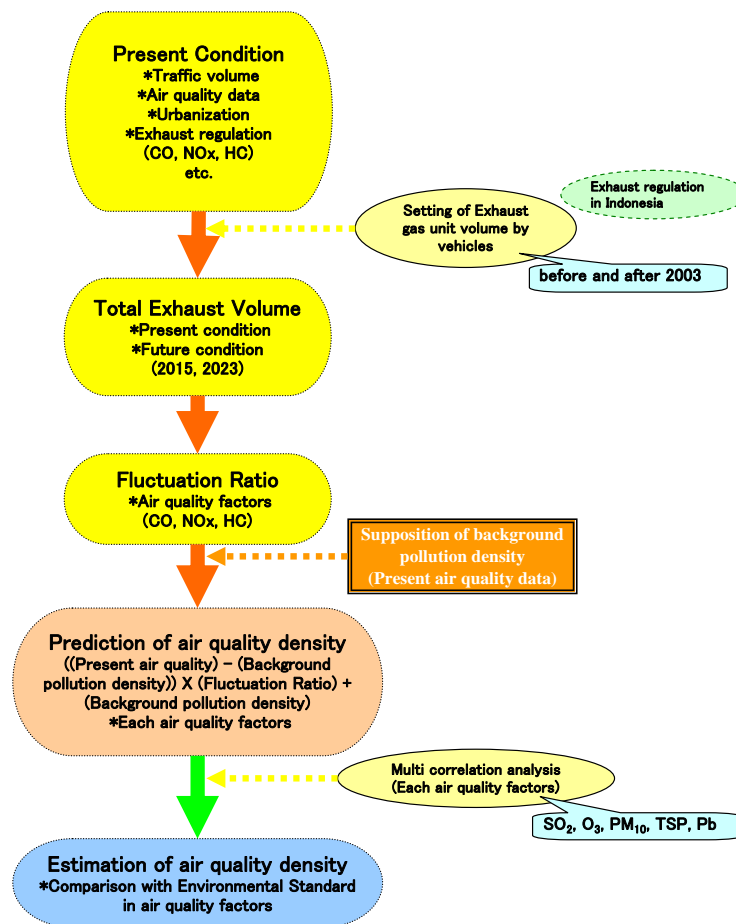 Present Condition
*Traffic volume
*Air quality data
*Urbanization
*Exhaust regulation
(CO, NOx, HC)
etc.
Exhaust regulation
in Indonesia
Setting of Exhaust
gas unit volume by
vehicles
before and after 2003
Total Exhaust Volume
*Present condition
*Future condition
(2015, 2023)
Fluctuation Ratio
*Air quality factors
(CO, NOx, HC)
Supposition of background
pollution density
(Present air quality data)
Prediction of air quality density
((Present air quality) – (Background
pollution density)) X (Fluctuation Ratio) +
(Background pollution density)
*Each air quality factors
Multi correlation analysis
(Each air quality factors)
SO₂, O₃, PM₁₀, TSP, Pb
Estimation of air quality density
*Comparison with Environmental Standard
in air quality factors